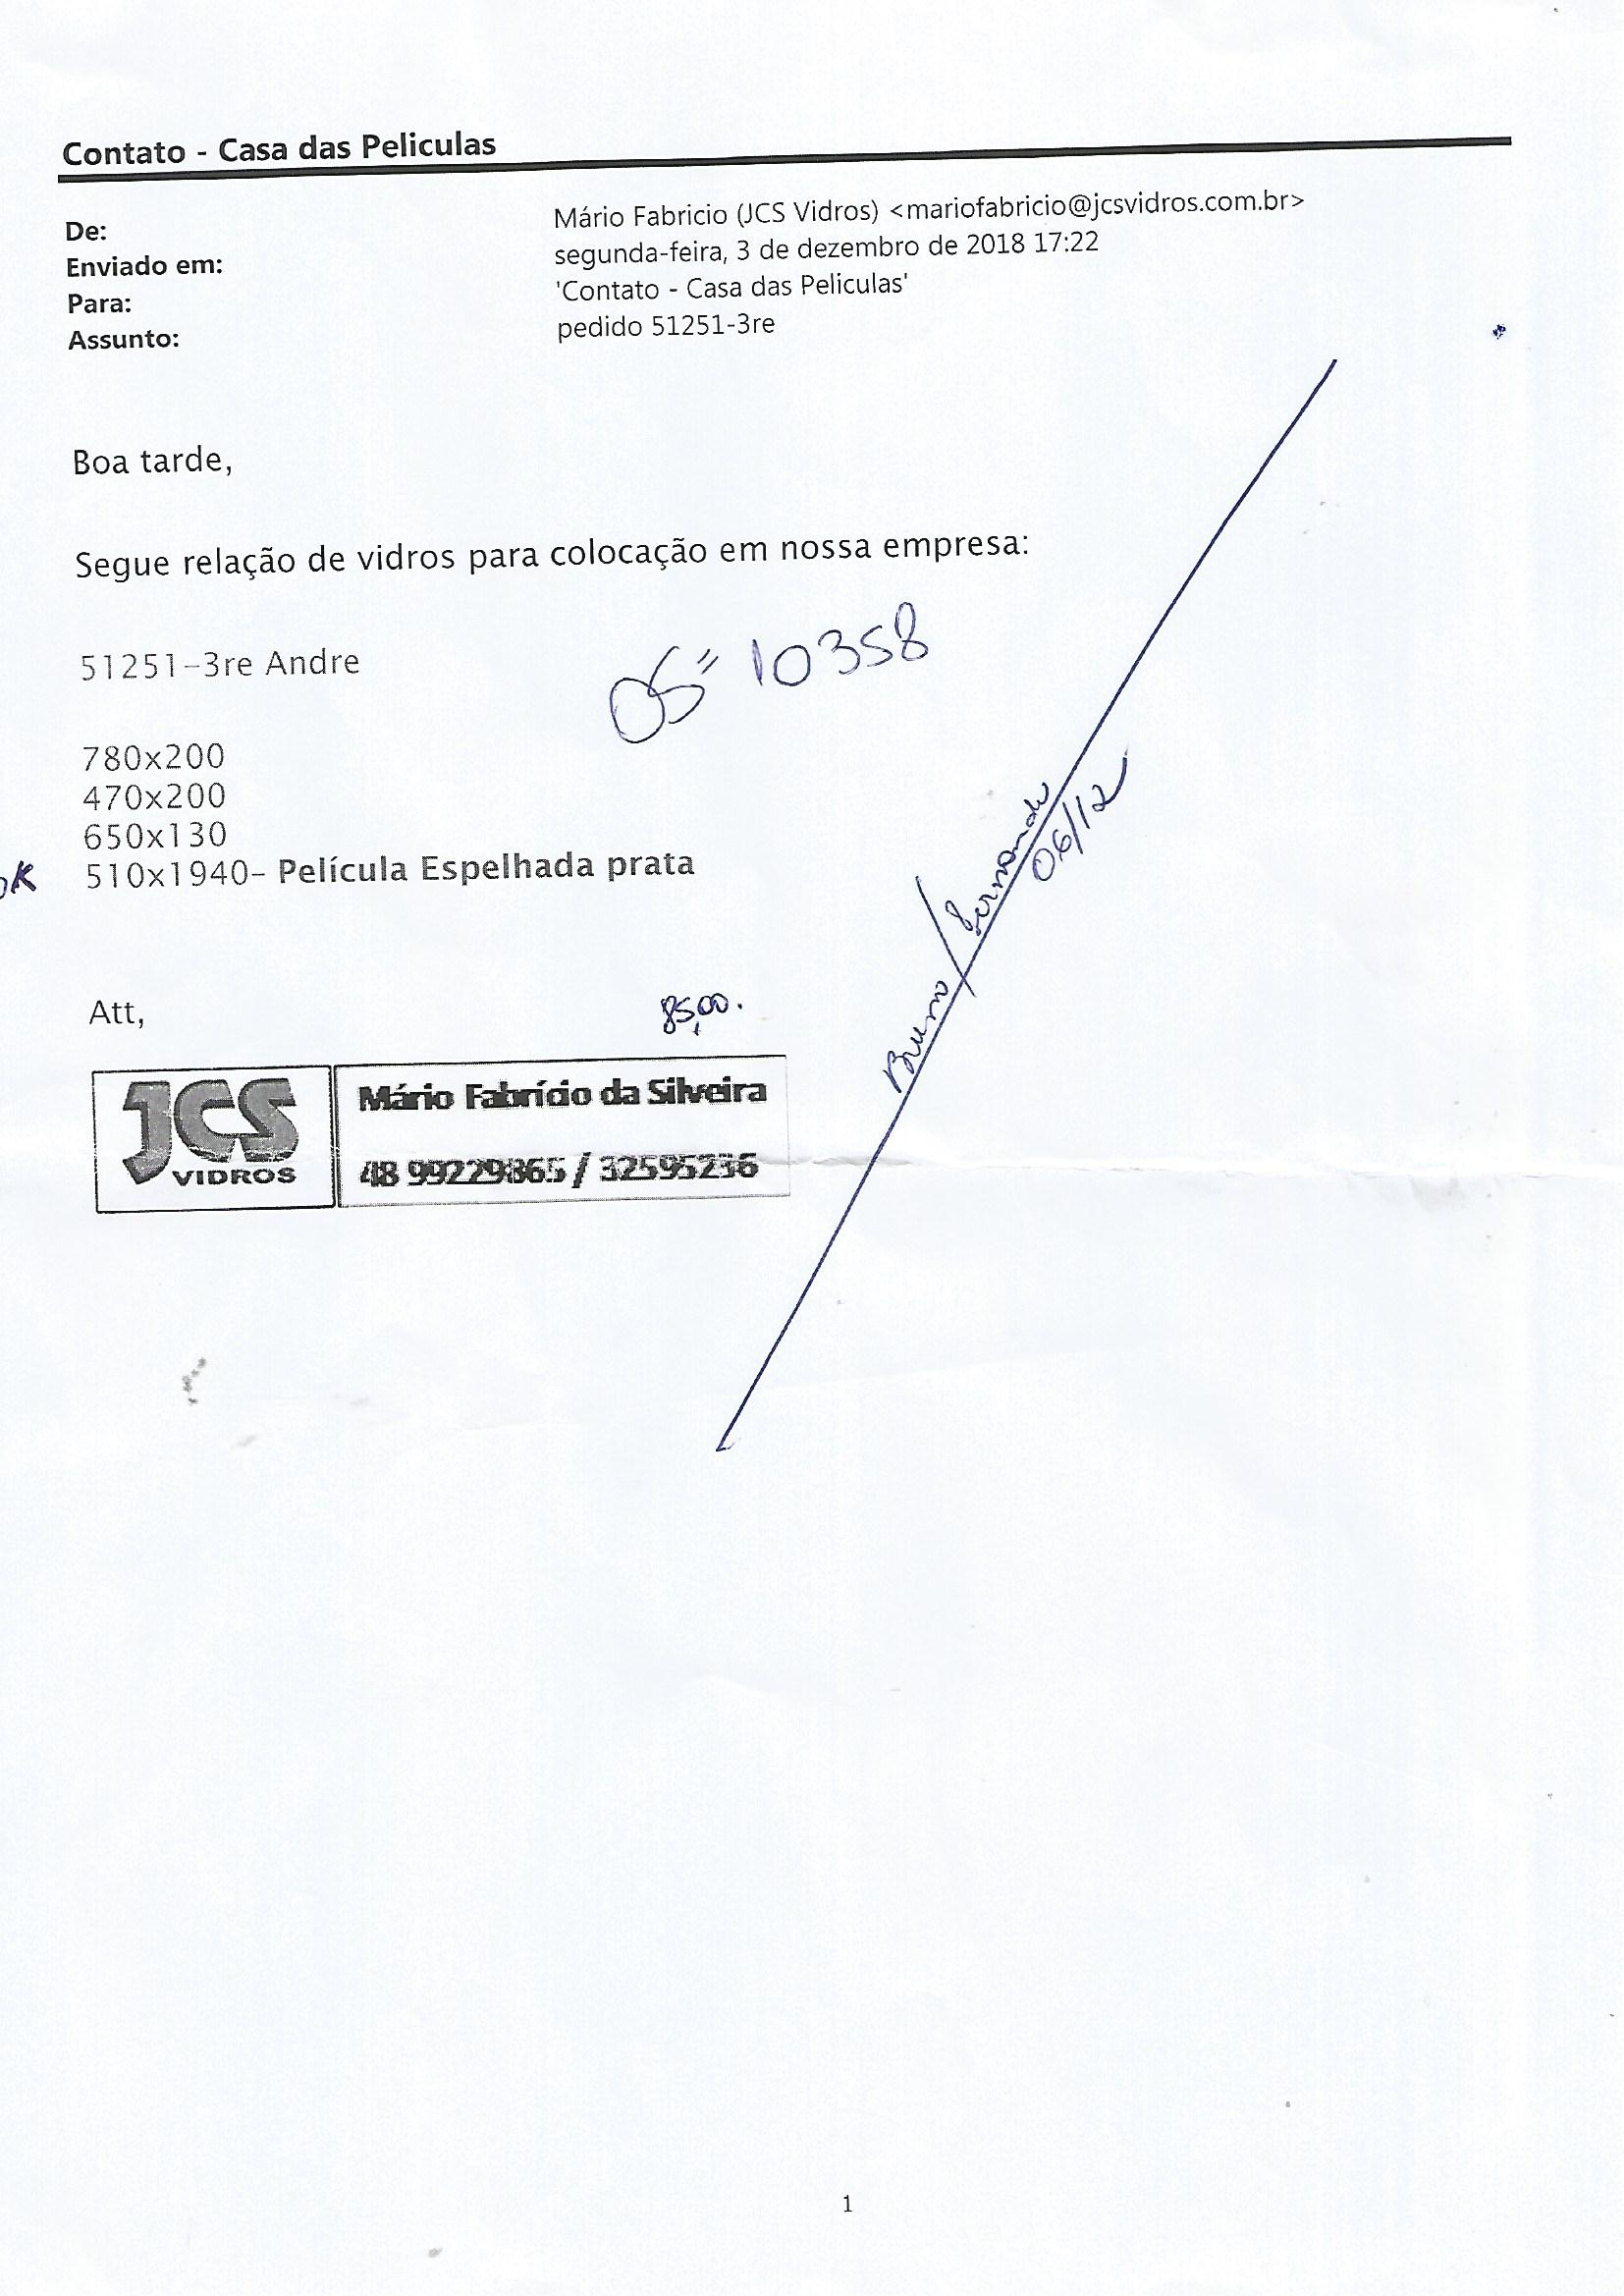 Contato - Casa das Peliculas
De: Mário Fabricio (JCS Vidros) <mariofabricio@jcsvidros.com.br>
Enviado em: segunda-feira, 3 de dezembro de 2018 17:22
Para: 'Contato - Casa das Peliculas'
Assunto: pedido 51251-3re
Boa tarde,
Segue relação de vidros para colocação em nossa empresa:
51251-3re Andre
OS" 10358
780x200
470x200
650x130
OK 510x1940- Película Espelhada prata
Bruno / Fernando
06/12
Att,
85,00.
JCS
VIDROS
Mário Fabrício da Silveira
48 99229865 / 32595236
1